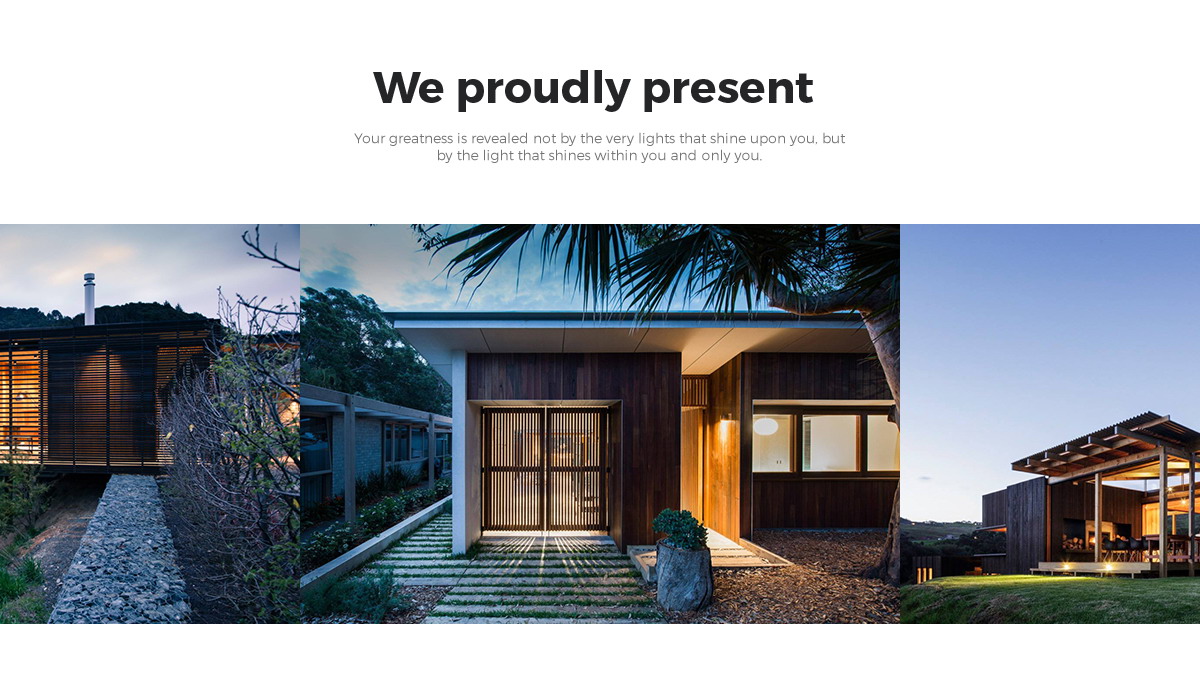 We proudly present
Your greatness is revealed not by the very lights that shine upon you, but
by the light that shines within you and only you.